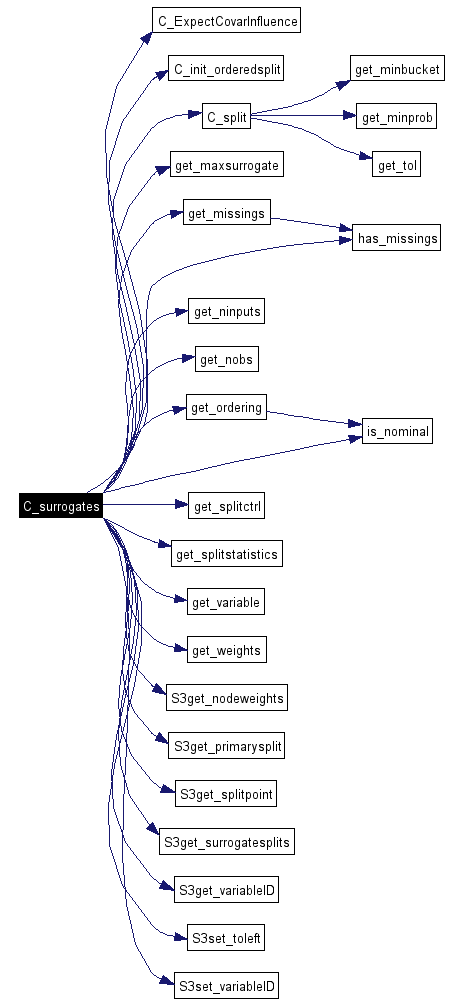 C_ExpectCovarInfluence
C_init_orderedsplit
get_minbucket
C_split
get_minprob
get_tol
get_maxsurrogate
get_missings
has_missings
get_ninputs
get_nobs
get_ordering
is_nominal
C_surrogates
get_splitctrl
get_splitstatistics
get_variable
get_weights
S3get_nodeweights
S3get_primarysplit
S3get_splitpoint
S3get_surrogatesplits
S3get_variableID
S3set_toleft
S3set_variableID